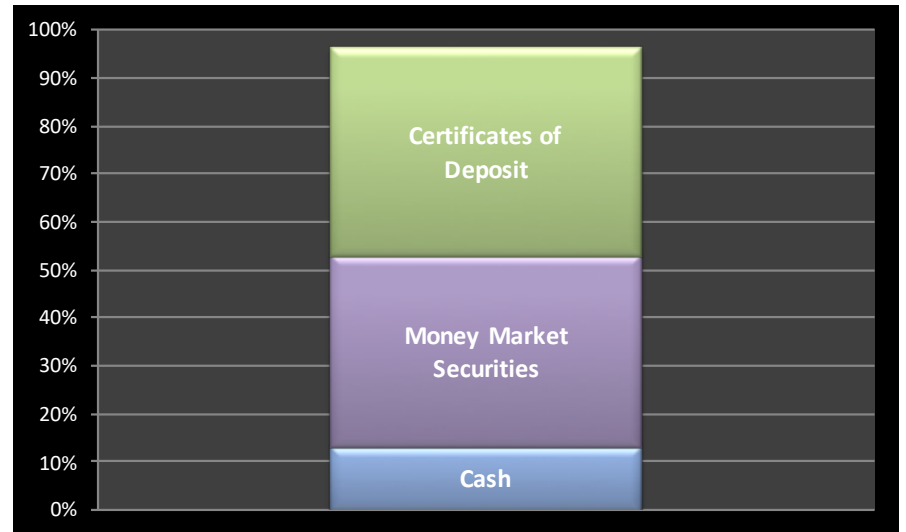 100%
90%
80%
70%
60%
50%
40%
30%
20%
10%
0%
Certificates of
Deposit
Money Market
Securities
Cash